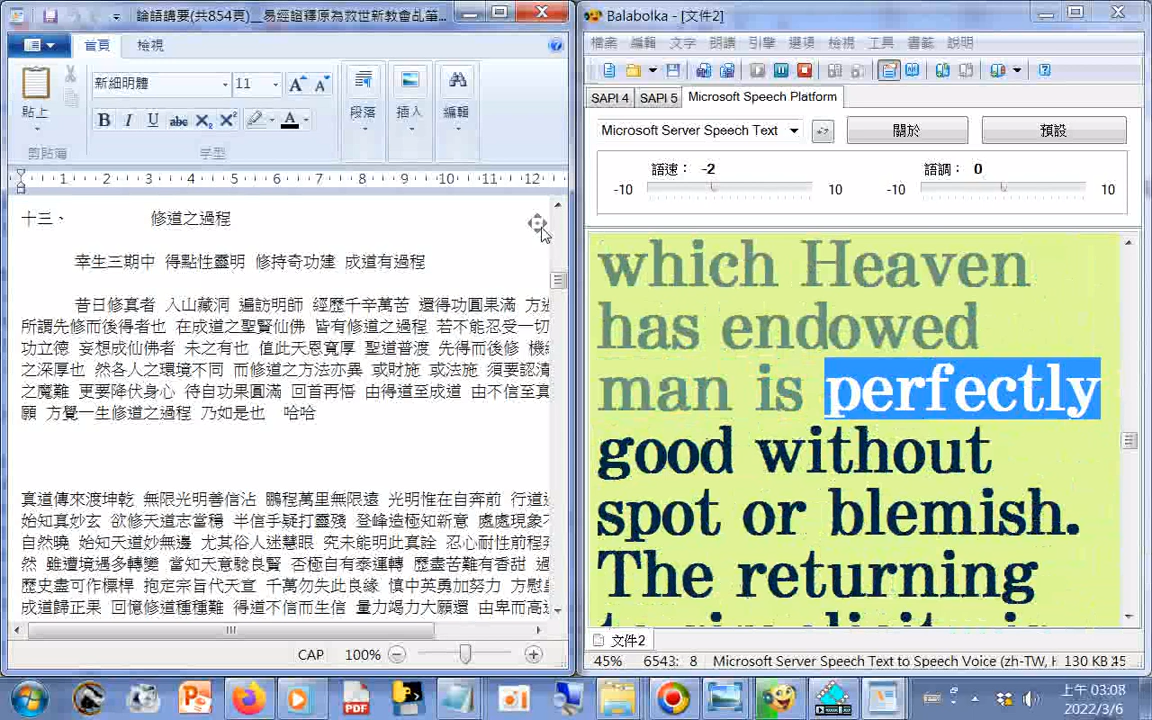 論語講要(共854頁)__易經證釋原為救世新教會乩筆...
首頁 檢視
新細明體 11
貼上
段落 插入 編輯
剪貼簿 字型
1 2 3 4 5 6 7 8 9 10 11 12
十三、 修道之過程
幸生三期中 得點性靈明 修持奇功建 成道有過程
昔日修真者 入山藏洞 遍訪明師 經歷千辛萬苦 還得功圓果滿 方
所謂先修而後得者也 在成道之聖賢仙佛 皆有修道之過程 若不能忍受一切
功立德 妄想成仙佛者 未之有也 值此天恩寬厚 聖道普渡 先得而後修 機
之深厚也 然各人之環境不同 而修道之方法亦異 或財施 或法施 須要認清
之魔難 更要降伏身心 待自功果圓滿 回首再悟 由得道至成道 由不信至真
願 方覺一生修道之過程 乃如是也 哈哈
真道傳來渡坤乾 無限光明善信沾 鵬程萬里無限遠 光明惟在自奔前 行道
始知真妙玄 欲修天道志當穩 半信乎疑打靈殘 登峰造極知新意 處處現象
自然曉 始知天道妙無邊 尤其俗人迷慧眼 究未能明此真詮 忍心耐性前程
然 雖遭境遇多轉變 當知天意駝良賢 否極自有泰運轉 歷盡苦難有香甜
歷史盡可作標桿 抱定宗旨代天宣 千萬勿失此良緣 慎中英勇加努力 方慰
成道歸正果 回憶修道種種難 得道不信而生信 量力竭力大願還 由卑而高
CAP 100%
Balabolka - [文件2]
檔案 編輯 文字 朗讀 引擎 選項 檢視 工具 書籤 說明
SAPI 4 SAPI 5 Microsoft Speech Platform
Microsoft Server Speech Text 關於 預設
語速： -2 語調： 0
-10 10 -10 10
which Heaven
has endowed
man is perfectly
good without
spot or blemish.
The returning
to simplicity is
文件2
45% 6543: 8 Microsoft Server Speech Text to Speech Voice (zh-TW, H 130 KB
上午 03:08
2022/3/6